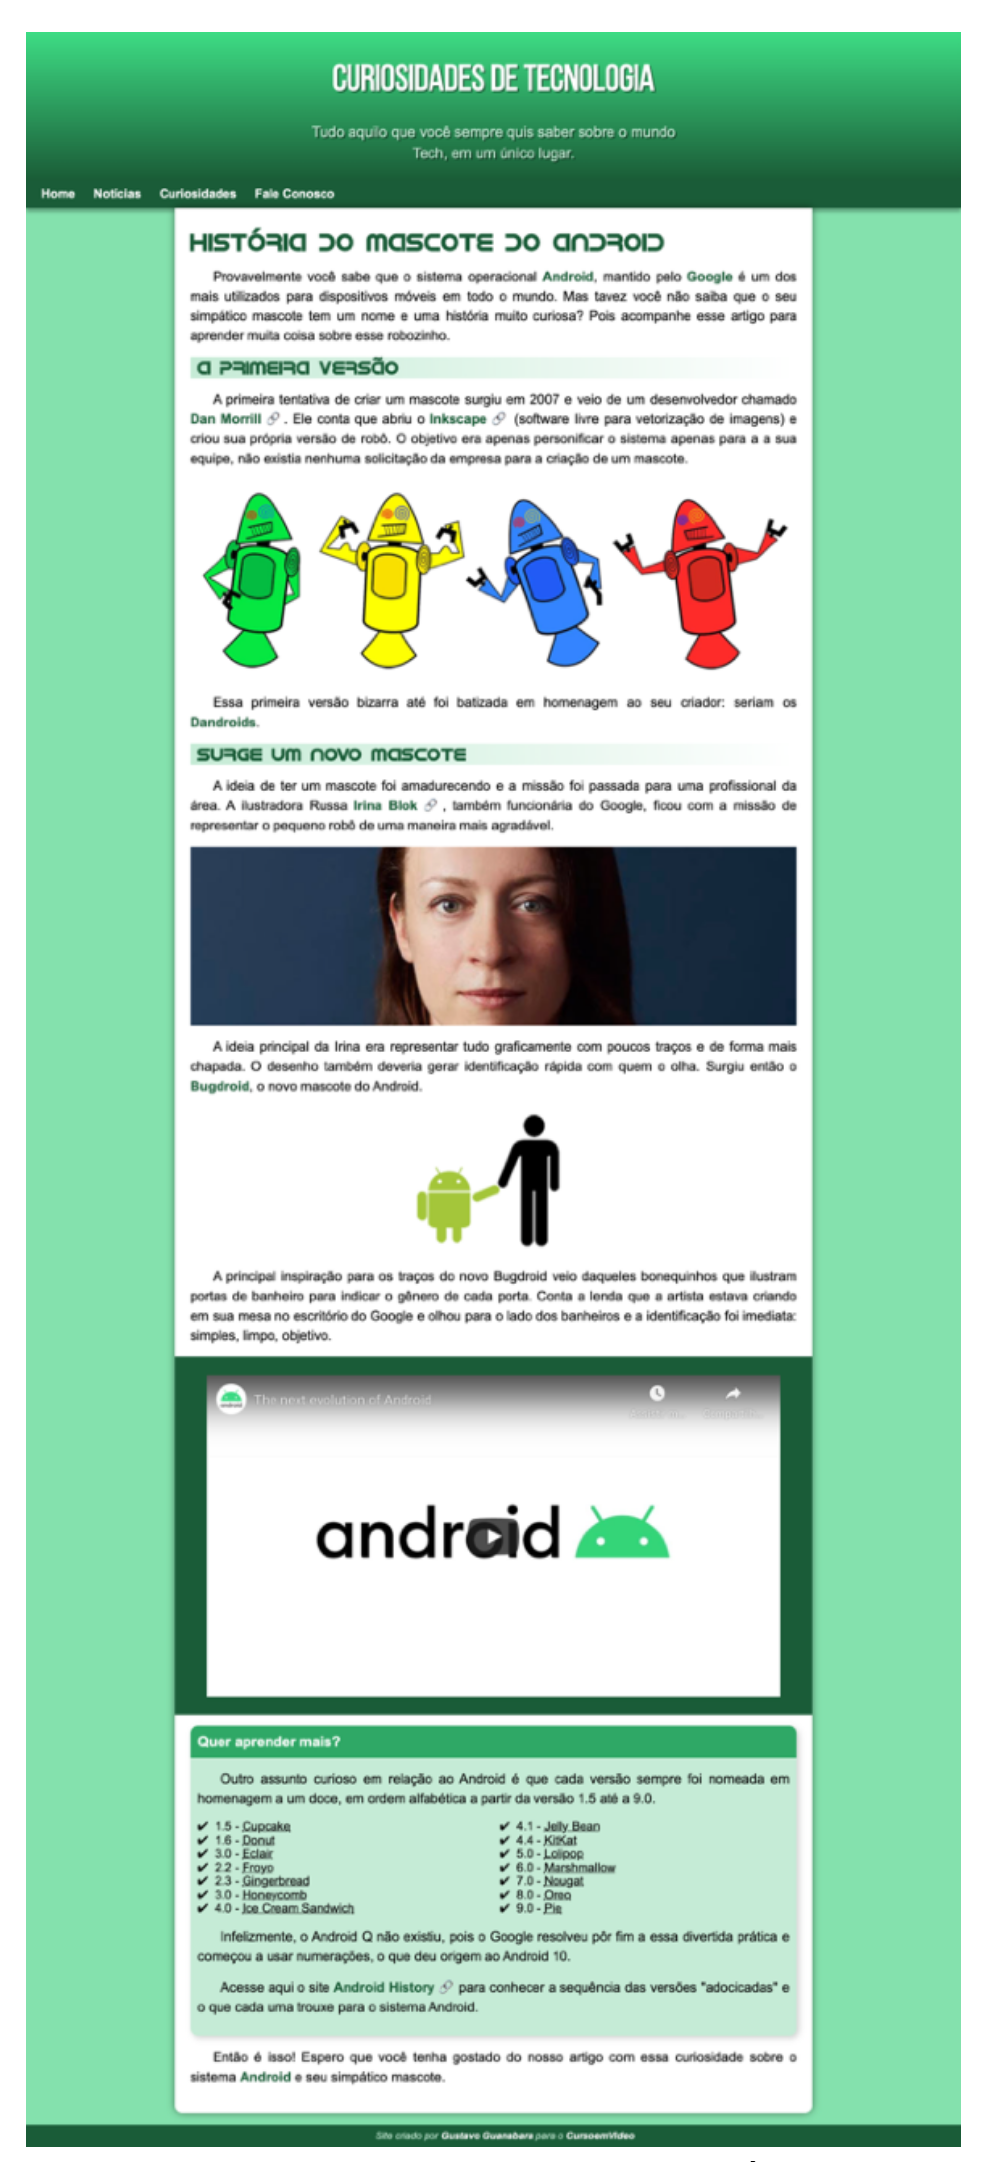 CURIOSIDADES DE TECNOLOGIA
Tudo aquilo que você sempre quis saber sobre o mundo
Tech, em um único lugar.
Home Notícias Curiosidades Fale Conosco
HISTÓRIA DO MASCOTE DO ANDROID
Provavelmente você sabe que o sistema operacional Android, mantido pelo Google é um dos
mais utilizados para dispositivos móveis em todo o mundo. Mas tavez você não saiba que o seu
simpático mascote tem um nome e uma história muito curiosa? Pois acompanhe esse artigo para
aprender muita coisa sobre esse robozinho.
A PRIMEIRA VERSÃO
A primeira tentativa de criar um mascote surgiu em 2007 e veio de um desenvolvedor chamado
Dan Morrill 🔗 . Ele conta que abriu o Inkscape 🔗 (software livre para vetorização de imagens) e
criou sua própria versão de robô. O objetivo era apenas personificar o sistema apenas para a a sua
equipe, não existia nenhuma solicitação da empresa para a criação de um mascote.
Essa primeira versão bizarra até foi batizada em homenagem ao seu criador: seriam os
Dandroids.
SURGE UM NOVO MASCOTE
A ideia de ter um mascote foi amadurecendo e a missão foi passada para uma profissional da
área. A ilustradora Russa Irina Blok 🔗 , também funcionária do Google, ficou com a missão de
representar o pequeno robô de uma maneira mais agradável.
A ideia principal da Irina era representar tudo graficamente com poucos traços e de forma mais
chapada. O desenho também deveria gerar identificação rápida com quem o olha. Surgiu então o
Bugdroid, o novo mascote do Android.
A principal inspiração para os traços do novo Bugdroid veio daqueles bonequinhos que ilustram
portas de banheiro para indicar o gênero de cada porta. Conta a lenda que a artista estava criando
em sua mesa no escritório do Google e olhou para o lado dos banheiros e a identificação foi imediata:
simples, limpo, objetivo.
android The next evolution of Android
android
Quer aprender mais?
Outro assunto curioso em relação ao Android é que cada versão sempre foi nomeada em
homenagem a um doce, em ordem alfabética a partir da versão 1.5 até a 9.0.
✔ 1.5 - Cupcake
✔ 1.6 - Donut
✔ 3.0 - Eclair
✔ 2.2 - Froyo
✔ 2.3 - Gingerbread
✔ 3.0 - Honeycomb
✔ 4.0 - Ice Cream Sandwich
✔ 4.1 - Jelly Bean
✔ 4.4 - KitKat
✔ 5.0 - Lolipop
✔ 6.0 - Marshmallow
✔ 7.0 - Nougat
✔ 8.0 - Oreo
✔ 9.0 - Pie
Infelizmente, o Android Q não existiu, pois o Google resolveu pôr fim a essa divertida prática e
começou a usar numerações, o que deu origem ao Android 10.
Acesse aqui o site Android History 🔗 para conhecer a sequência das versões "adocicadas" e
o que cada uma trouxe para o sistema Android.
Então é isso! Espero que você tenha gostado do nosso artigo com essa curiosidade sobre o
sistema Android e seu simpático mascote.
Site criado por Gustavo Guanabara para o CursoemVideo